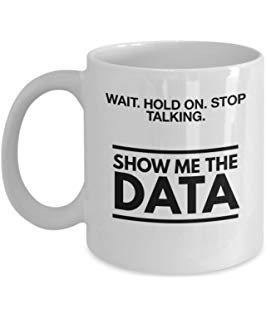 WAIT. HOLD ON. STOP
TALKING.
SHOW ME THE
DATA